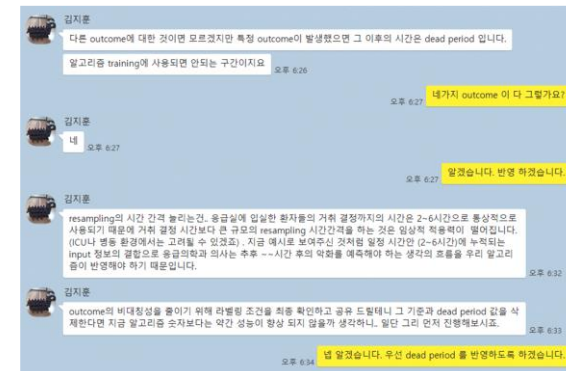 김지훈
다른 outcome에 대한 것이면 모르겠지만 특정 outcome이 발생했으면 그 이후의 시간은 dead period 입니다.
알고리즘 training에 사용되면 안되는 구간이지요
오후 6:26
네가지 outcome 이 다 그럴가요?
오후 6:27
김지훈
네
오후 6:27
알겠습니다. 반영 하겠습니다.
오후 6:27
김지훈
resampling의 시간 간격 늘리는건.. 응급실에 입실한 환자들의 거취 결정까지의 시간은 2~6시간으로 통상적으로
사용되기 때문에 거취 결정 시간보다 큰 규모의 resampling 시간간격을 하는 것은 임상적 적용력이 떨어집니다.
(ICU나 병동 환경에서는 고려될 수 있겠죠) . 지금 예시로 보여주신 것처럼 일정 시간안 (2~6시간)에 누적되는
input 정보의 결합으로 응급의학과 의사는 추후 ~~시간 후의 악화를 예측해야 하는 생각의 흐름을 우리 알고리
즘이 반영해야 하기 때문입니다.
오후 6:32
김지훈
outcome의 비대칭성을 줄이기 위해 라벨링 조건을 최종 확인하고 공유 드릴테니 그 기준과 dead period 값을 삭
제한다면 지금 알고리즘 숫자보다는 약간 성능이 향상 되지 않을까 생각하니.. 일단 그리 먼저 진행해보시죠.
오후 6:33
넵 알겠습니다. 우선 dead period 를 반영하도록 하겠습니다.
오후 6:34